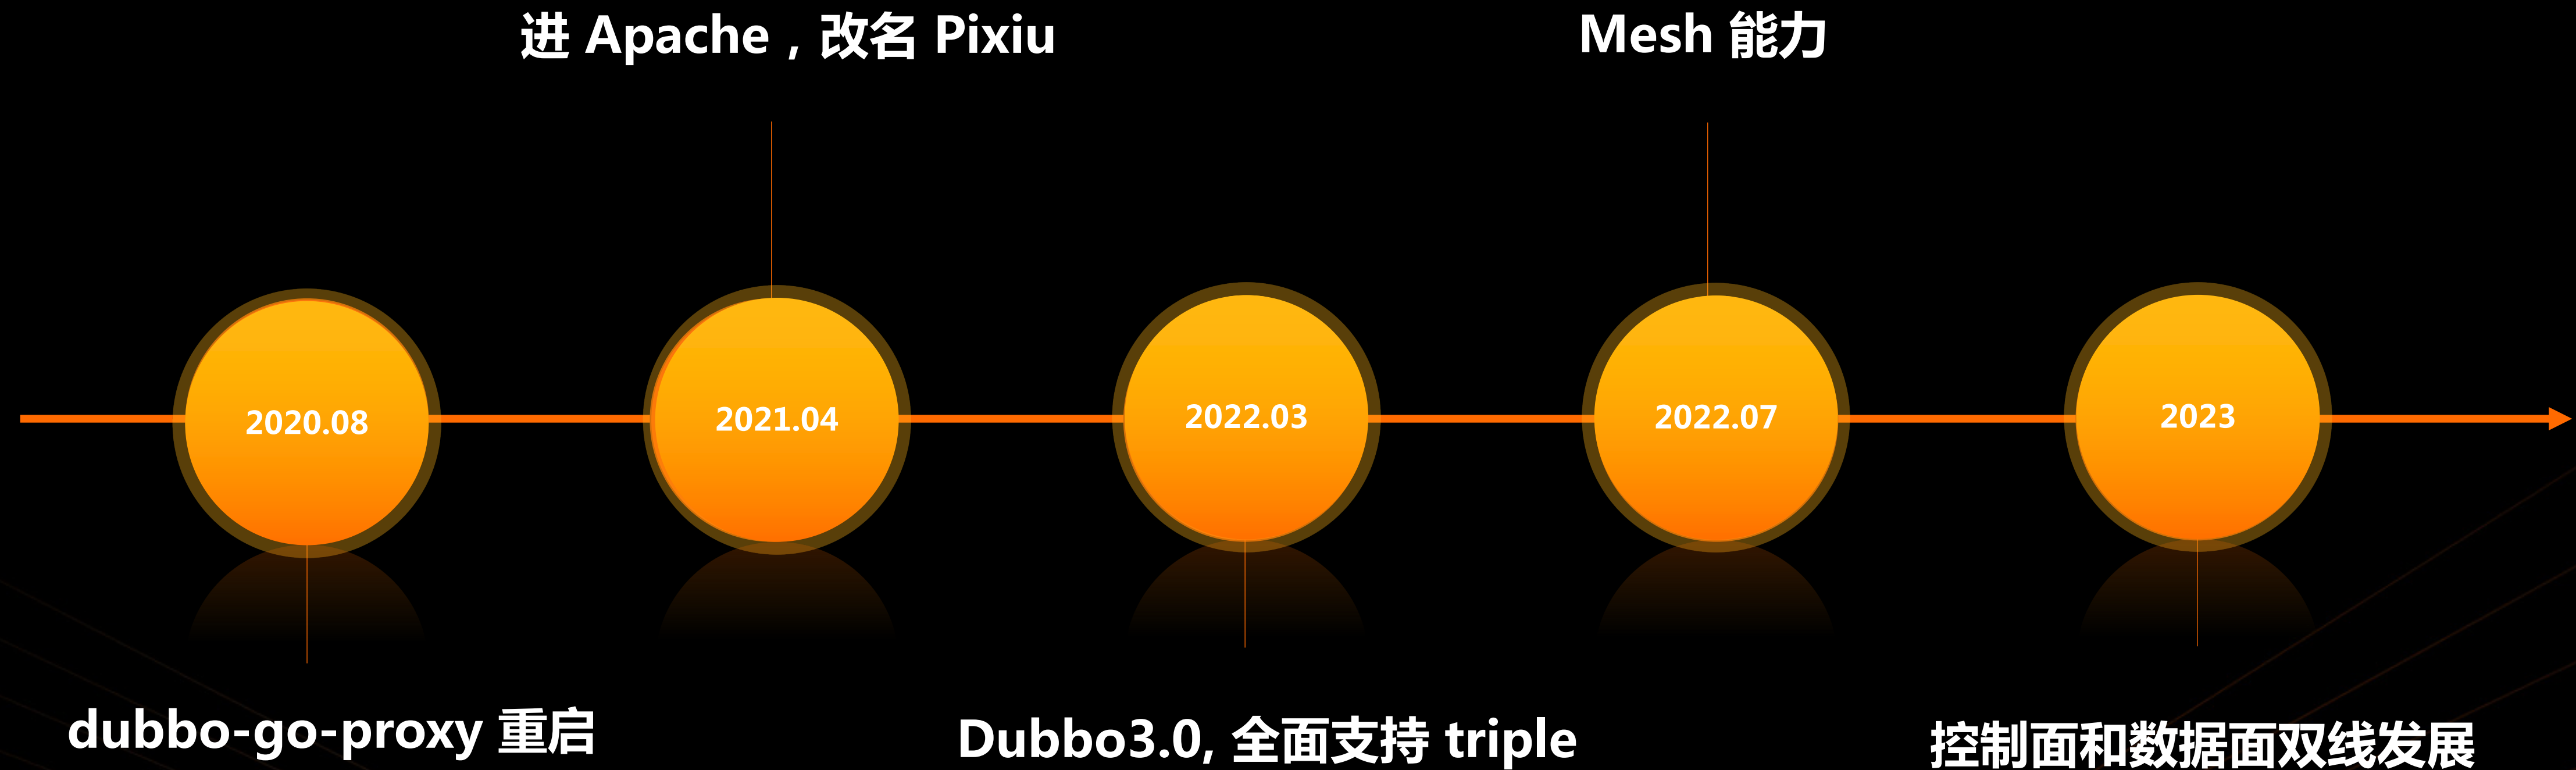 进 Apache，改名 Pixiu
Mesh 能力
2020.08
2021.04
2022.03
2022.07
2023
dubbo-go-proxy 重启
Dubbo3.0, 全面支持 triple
控制面和数据面双线发展